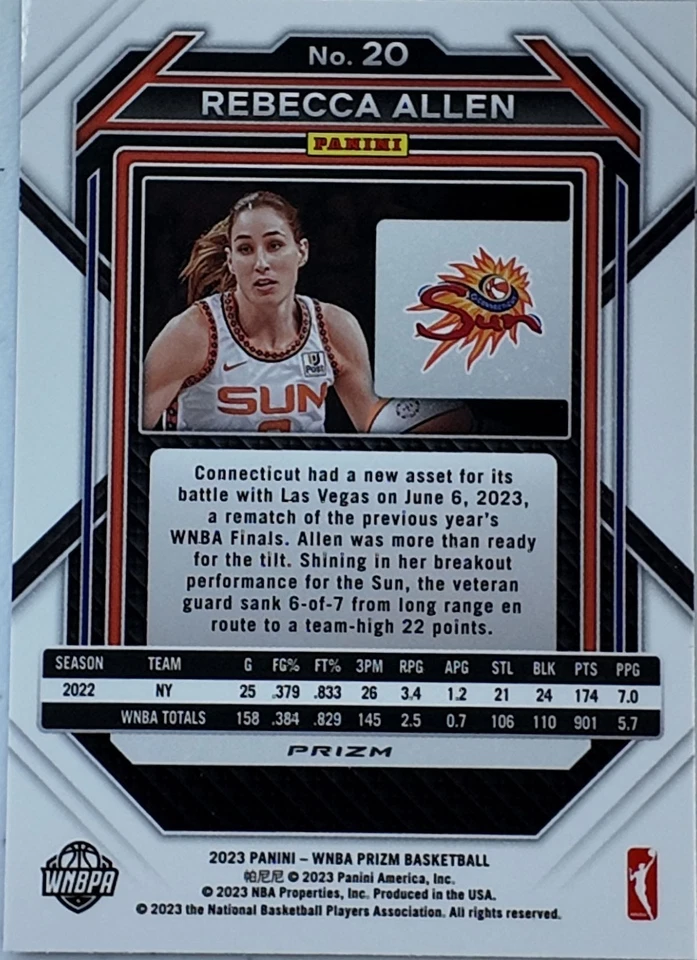 No. 20
REBECCA ALLEN
PANINI
CONNECTICUT
Sun
Post
SUN
Connecticut had a new asset for its
battle with Las Vegas on June 6, 2023,
a rematch of the previous year's
WNBA Finals. Allen was more than ready
for the tilt. Shining in her breakout
performance for the Sun, the veteran
guard sank 6-of-7 from long range en
route to a team-high 22 points.
SEASON TEAM G FG% FT% 3PM RPG APG STL BLK PTS PPG
2022 NY 25 .379 .833 26 3.4 1.2 21 24 174 7.0
WNBA TOTALS 158 .384 .829 145 2.5 0.7 106 110 901 5.7
PRIZM
2023 PANINI – WNBA PRIZM BASKETBALL
帕尼尼 © 2023 Panini America, Inc.
© 2023 NBA Properties, Inc. Produced in the USA.
© 2023 the National Basketball Players Association. All rights reserved.
WNBPA